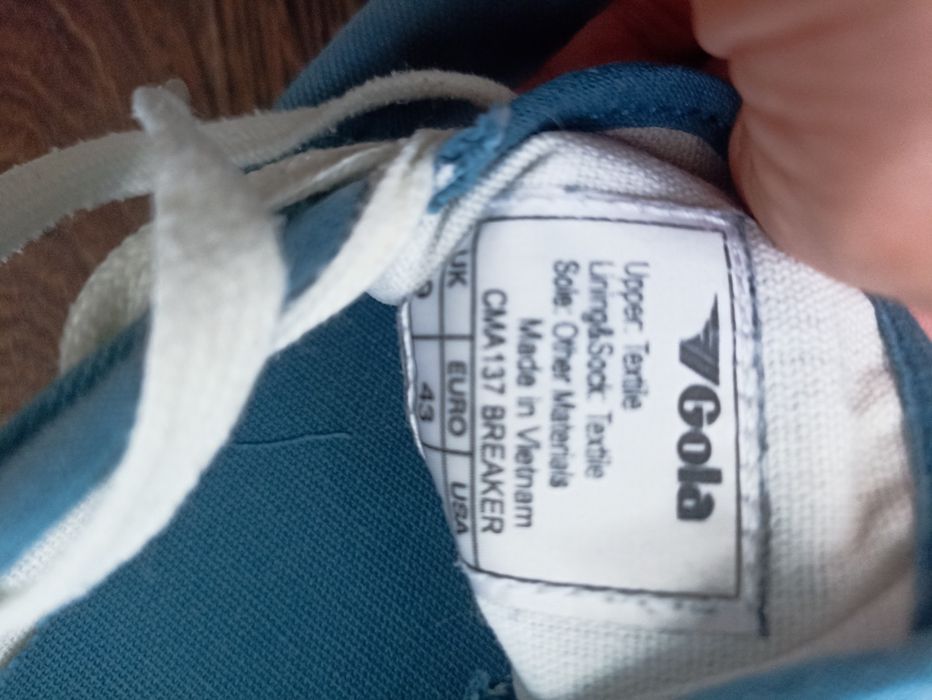 Gola
Upper: Textile
Lining&Sock: Textile
Sole: Other Materials
Made in Vietnam
CMA137 BREAKER
UK EURO USA
43